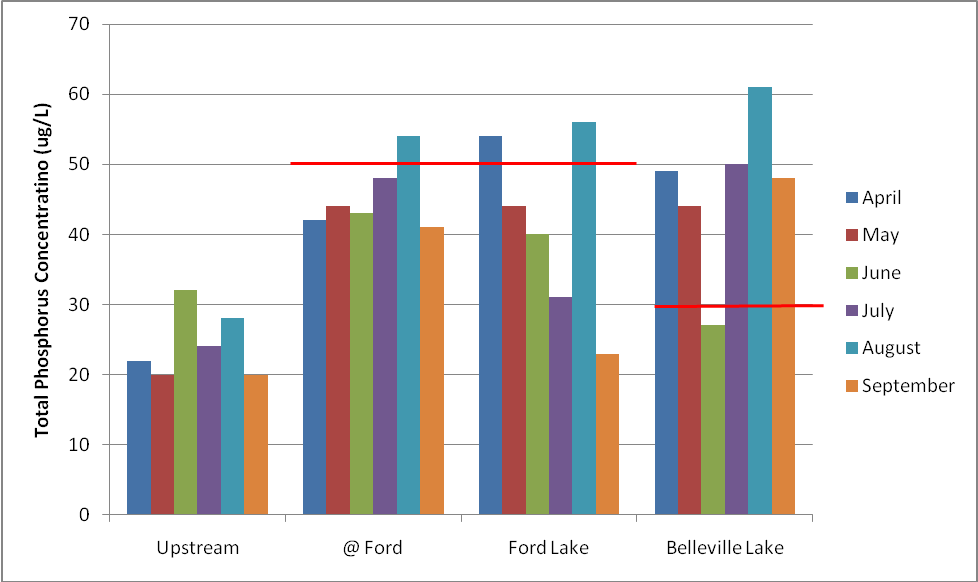 Total Phosphorus Concentratino (ug/L)
70
60
50
40
30
20
10
0
Upstream
@ Ford
Ford Lake
Belleville Lake
April
May
June
July
August
September